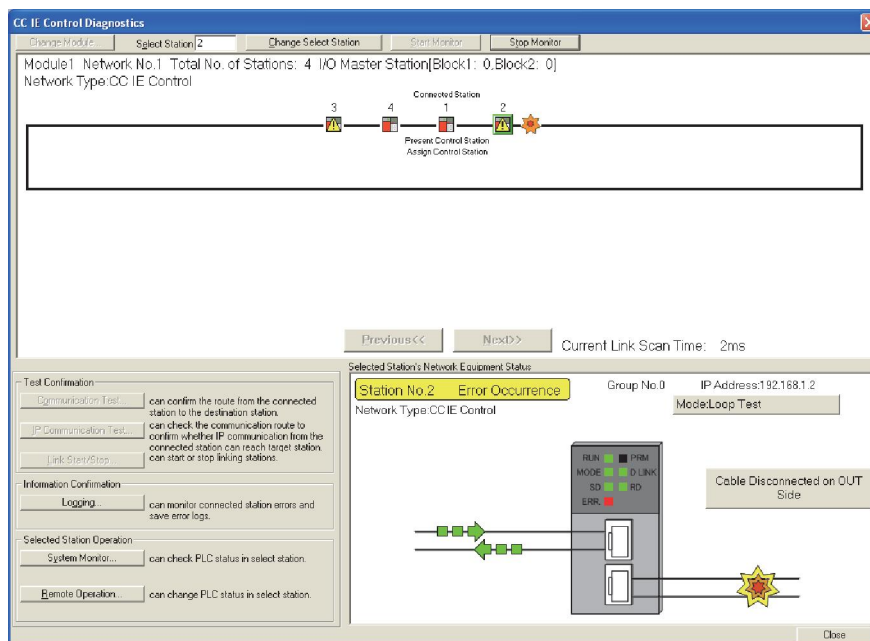 CC IE Control Diagnostics
Change Module... Select Station 2 Change Select Station Start Monitor Stop Monitor
Module1 Network No.1 Total No. of Stations: 4 I/O Master Station[Block1: 0,Block2: 0]
Network Type:CC IE Control
Connected Station
3 4 1 2
Present Control Station
Assign Control Station
Previous<< Next>> Current Link Scan Time: 2ms
Test Confirmation
Communication Test... can confirm the route from the connected station to the destination station.
IP Communication Test... can check the communication route to confirm whether IP communication from the connected station can reach target station.
Link Start/Stop... can start or stop linking stations.
Information Confirmation
Logging... can monitor connected station errors and save error logs.
Selected Station Operation
System Monitor... can check PLC status in select station.
Remote Operation... can change PLC status in select station.
Selected Station's Network Equipment Status
Station No.2 Error Occurrence Group No.0 IP Address:192.168.1.2
Network Type:CC IE Control Mode:Loop Test
RUN PRM
MODE D LINK
SD RD
ERR.
Cable Disconnected on OUT
Side
Close